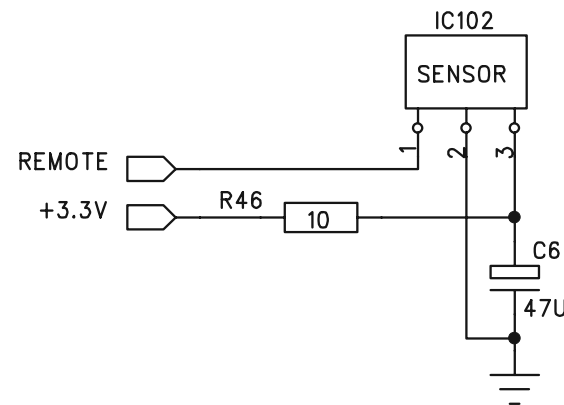 IC102
SENSOR
1 2 3
REMOTE
+3.3V
R46
10
C6
47U